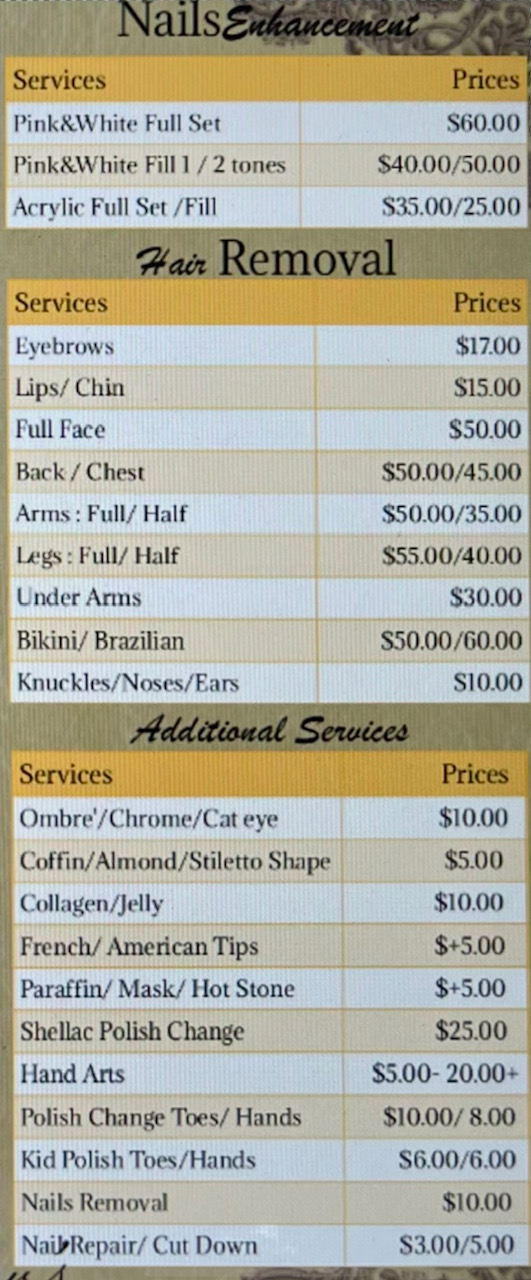 Nails Enhancement
Services Prices
Pink&White Full Set $60.00
Pink&White Fill 1 / 2 tones $40.00/50.00
Acrylic Full Set /Fill $35.00/25.00
Hair Removal
Services Prices
Eyebrows $17.00
Lips/ Chin $15.00
Full Face $50.00
Back / Chest $50.00/45.00
Arms : Full/ Half $50.00/35.00
Legs : Full/ Half $55.00/40.00
Under Arms $30.00
Bikini/ Brazilian $50.00/60.00
Knuckles/Noses/Ears $10.00
Additional Services
Services Prices
Ombre'/Chrome/Cat eye $10.00
Coffin/Almond/Stiletto Shape $5.00
Collagen/Jelly $10.00
French/ American Tips $+5.00
Paraffin/ Mask/ Hot Stone $+5.00
Shellac Polish Change $25.00
Hand Arts $5.00- 20.00+
Polish Change Toes/ Hands $10.00/ 8.00
Kid Polish Toes/Hands $6.00/6.00
Nails Removal $10.00
Nail Repair/ Cut Down $3.00/5.00